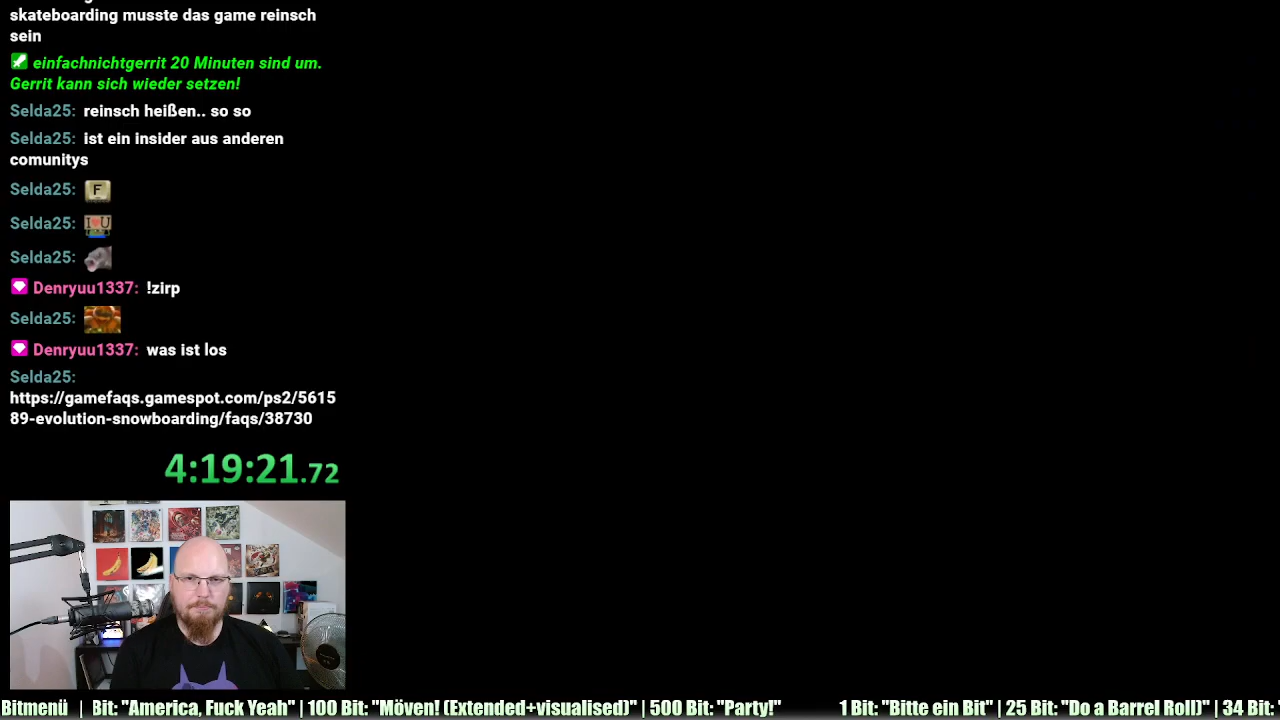 skateboarding musste das game reinsch
sein
einfachnichtgerrit 20 Minuten sind um.
Gerrit kann sich wieder setzen!
Selda25: reinsch heißen.. so so
Selda25: ist ein insider aus anderen
comunitys
Selda25: F
Selda25: I ♥ U
Selda25:
Denryuu1337: !zirp
Selda25:
Denryuu1337: was ist los
Selda25:
https://gamefaqs.gamespot.com/ps2/5615
89-evolution-snowboarding/faqs/38730
4:19:21.72
Bitmenü | Bit: "America, Fuck Yeah" | 100 Bit: "Möven! (Extended+visualised)" | 500 Bit: "Party!" 1 Bit: "Bitte ein Bit" | 25 Bit: "Do a Barrel Roll)" | 34 Bit: